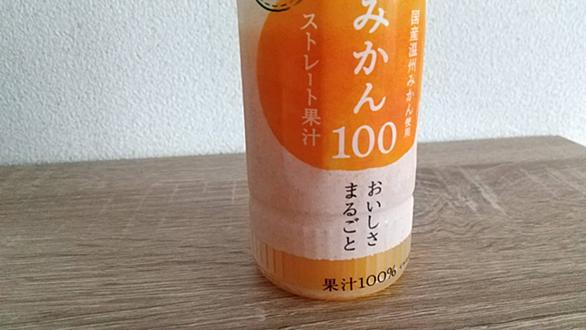 国産温州みかん使用
みかん
100
ストレート果汁
おいしさ
まるごと
果汁100%